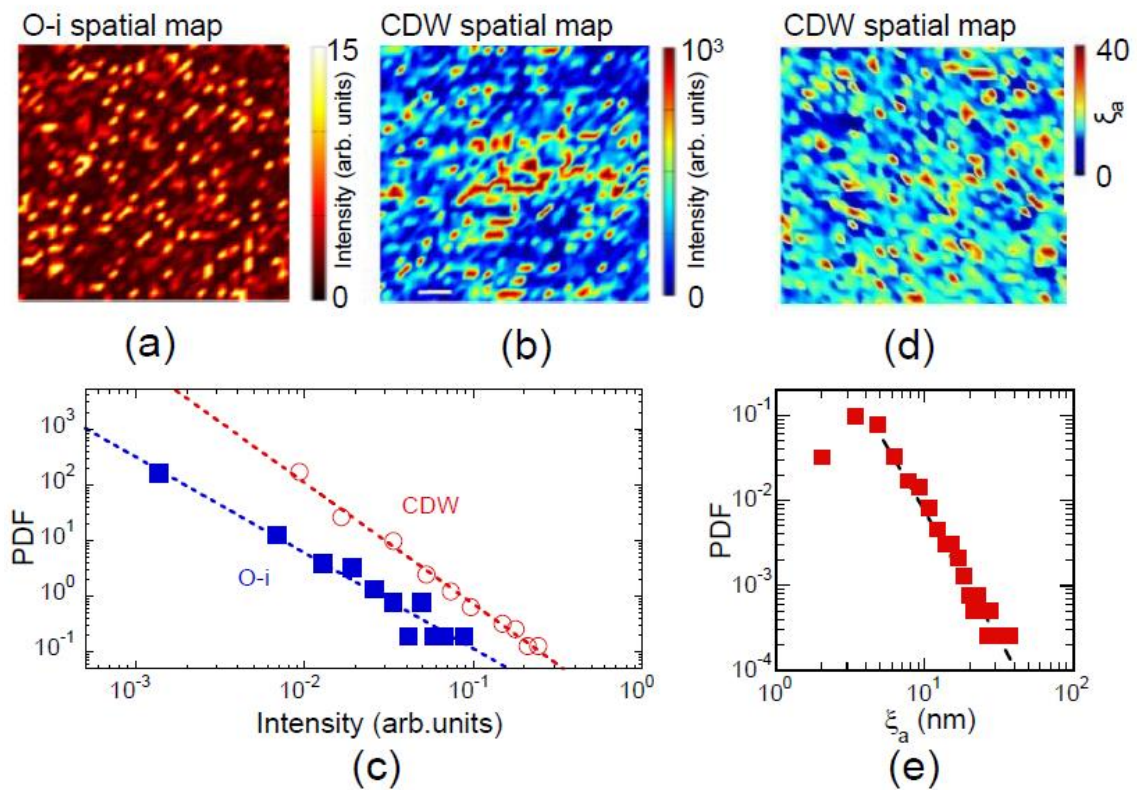 O-i spatial map
15
Intensity (arb. units)
0
(a)
CDW spatial map
10³
Intensity (arb. units)
0
(b)
CDW spatial map
40
ξa
0
(d)
PDF
10³
10²
10¹
10⁰
10⁻¹
CDW
O-i
10⁻³
10⁻²
10⁻¹
10⁰
Intensity (arb.units)
(c)
PDF
10⁻¹
10⁻²
10⁻³
10⁻⁴
10⁰
10¹
10²
ξa (nm)
(e)